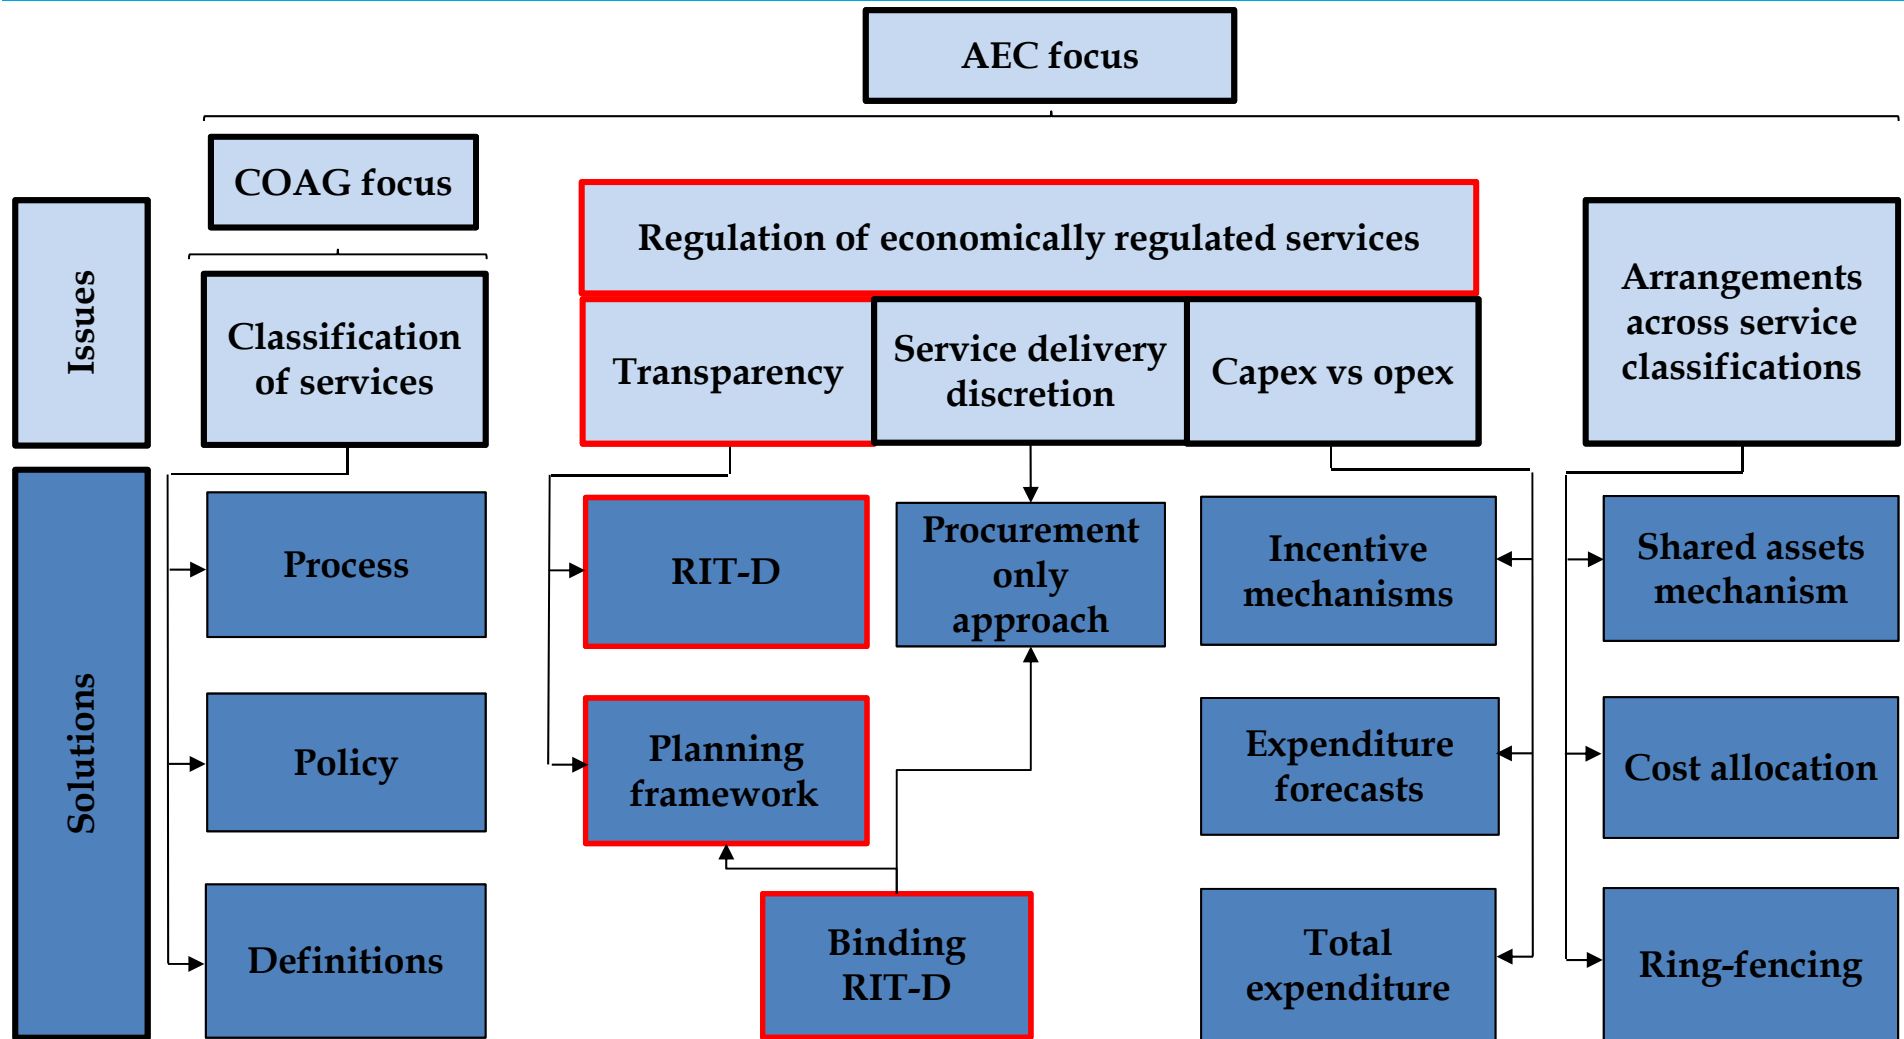 AEC focus
COAG focus
Issues
Classification
of services
Regulation of economically regulated services
Transparency
Service delivery
discretion
Capex vs opex
Arrangements
across service
classifications
Solutions
Process
Policy
Definitions
RIT-D
Planning
framework
Binding
RIT-D
Procurement
only
approach
Incentive
mechanisms
Expenditure
forecasts
Total
expenditure
Shared assets
mechanism
Cost allocation
Ring-fencing